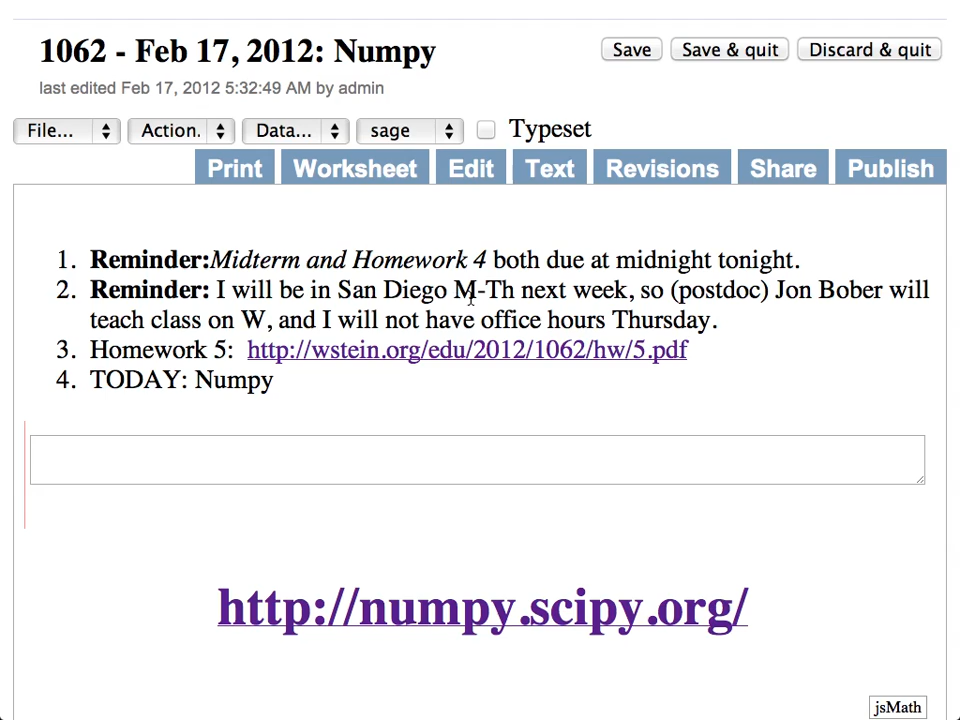 1062 - Feb 17, 2012: Numpy
Save Save & quit Discard & quit
last edited Feb 17, 2012 5:32:49 AM by admin
File... Action. Data... sage Typeset
Print Worksheet Edit Text Revisions Share Publish
1. Reminder:Midterm and Homework 4 both due at midnight tonight.
2. Reminder: I will be in San Diego M-Th next week, so (postdoc) Jon Bober will
teach class on W, and I will not have office hours Thursday.
3. Homework 5: http://wstein.org/edu/2012/1062/hw/5.pdf
4. TODAY: Numpy
http://numpy.scipy.org/
jsMath